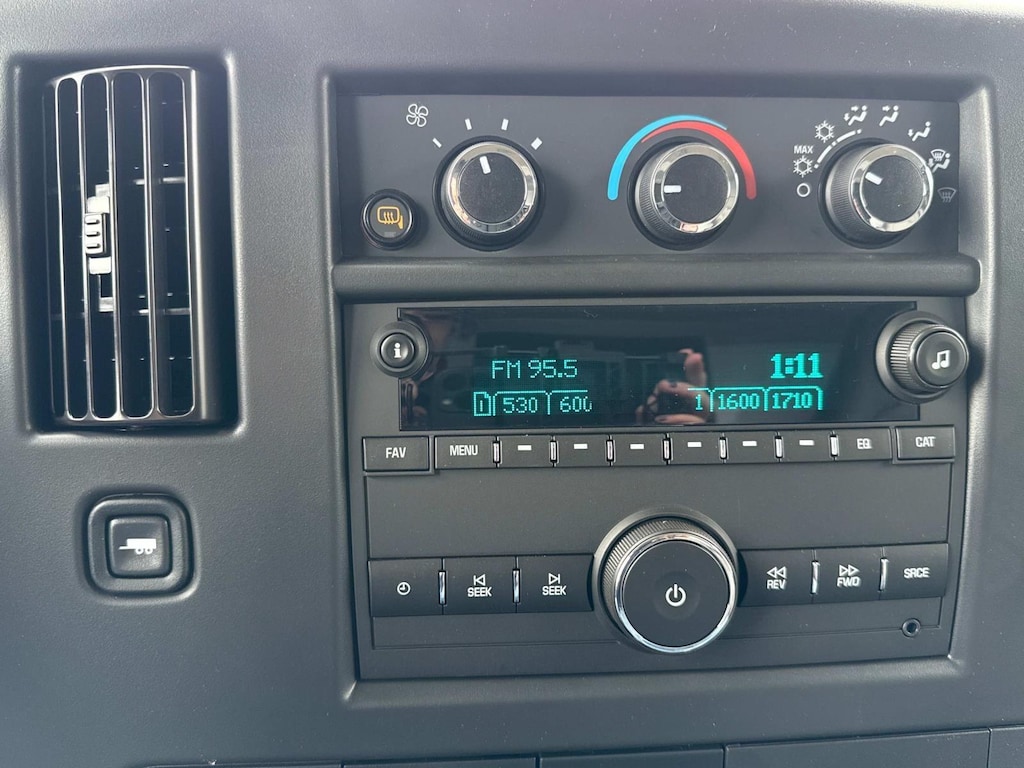 MAX
FM 95.5 1:11
1 530 600 1 1600 1710
FAV MENU EQ CAT
SEEK SEEK REV FWD SRCE